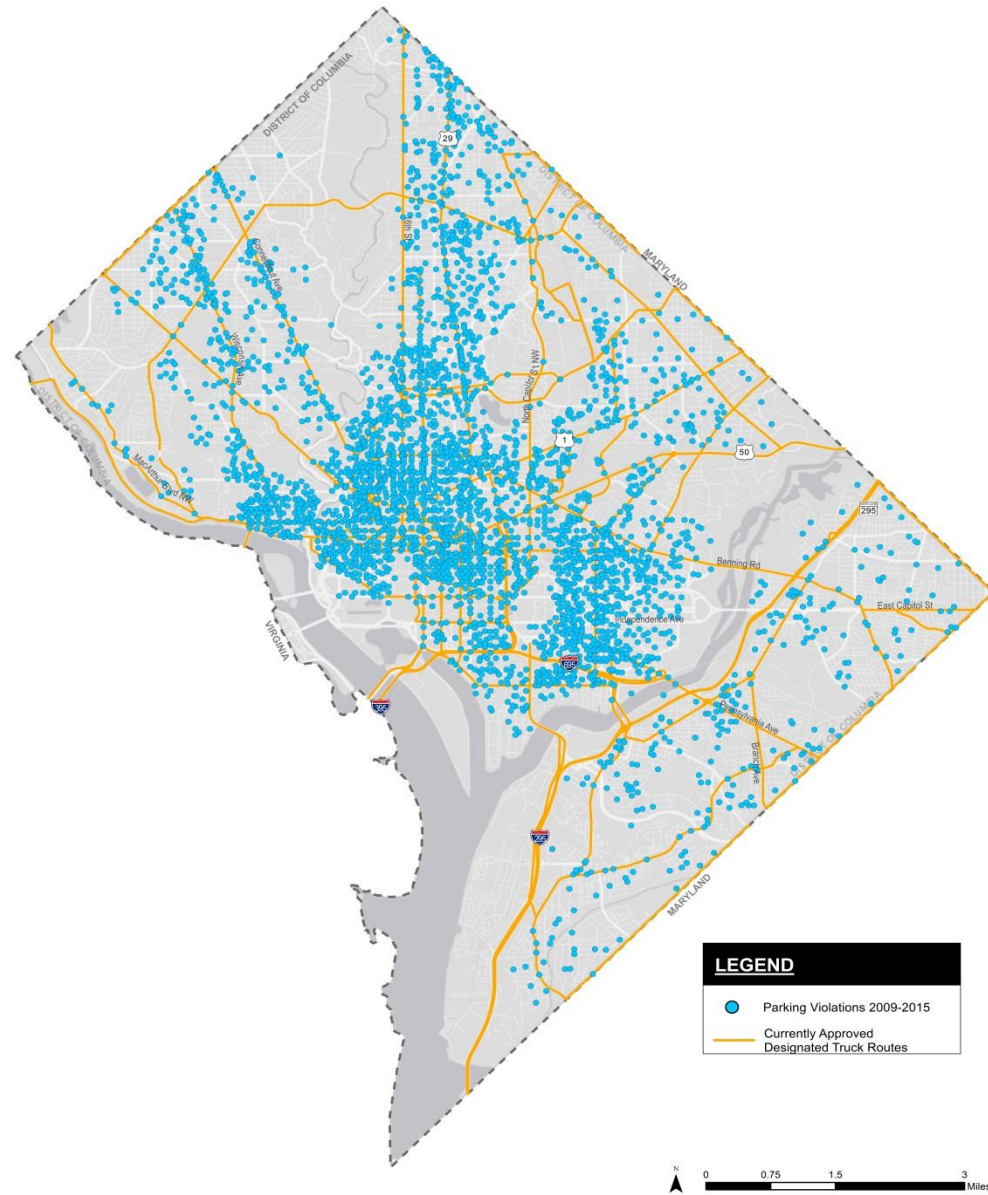 DISTRICT OF COLUMBIA
29
DISTRICT OF COLUMBIA
MARYLAND
16th St
Connecticut Ave
Wisconsin Ave
North Capitol St NW
DISTRICT OF COLUMBIA
1
50
MacArthur Blvd NW
295
Benning Rd
East Capitol St
Independence Ave
VIRGINIA
695
395
Pennsylvania Ave
DISTRICT OF COLUMBIA
Branch Ave
295
MARYLAND
LEGEND
Parking Violations 2009-2015
Currently Approved
Designated Truck Routes
N
0 0.75 1.5 3
Miles